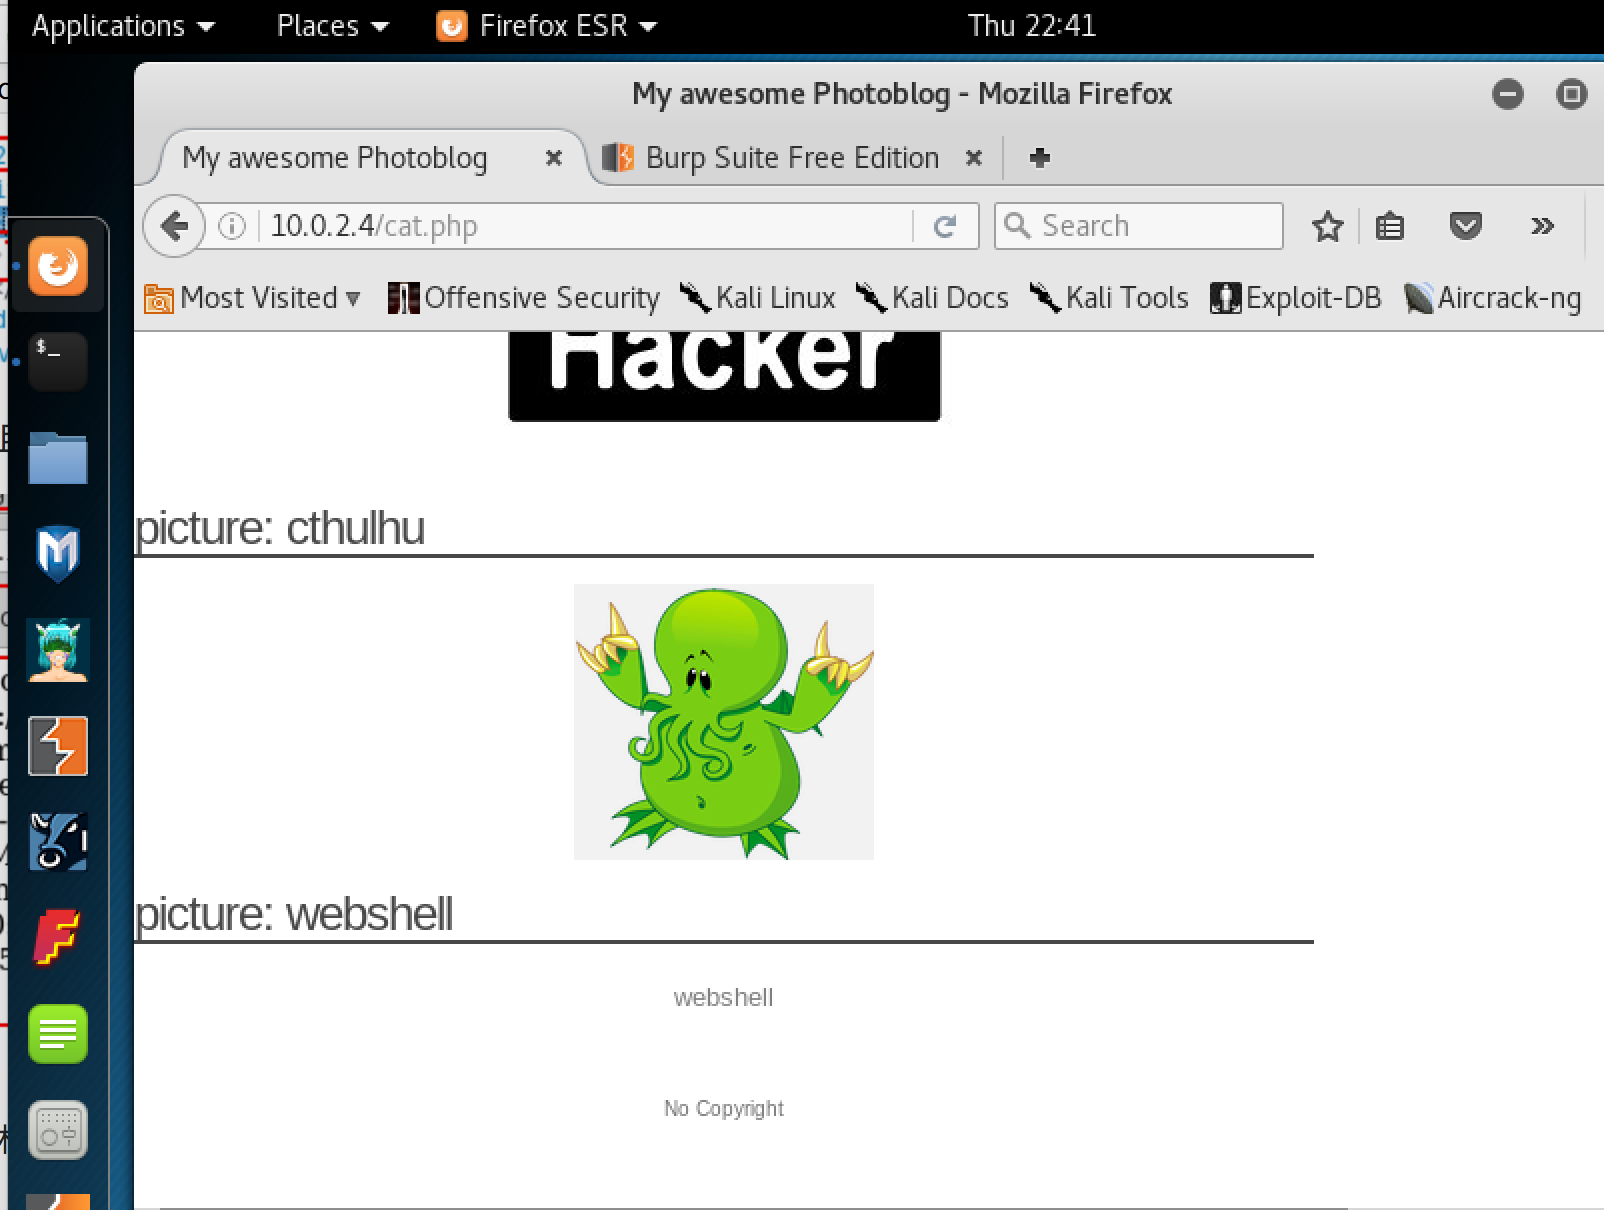 Applications Places Firefox ESR Thu 22:41
My awesome Photoblog - Mozilla Firefox
My awesome Photoblog Burp Suite Free Edition
10.0.2.4/cat.php Search
Most Visited Offensive Security Kali Linux Kali Docs Kali Tools Exploit-DB Aircrack-ng
Hacker
$_
picture: cthulhu
picture: webshell
webshell
No Copyright